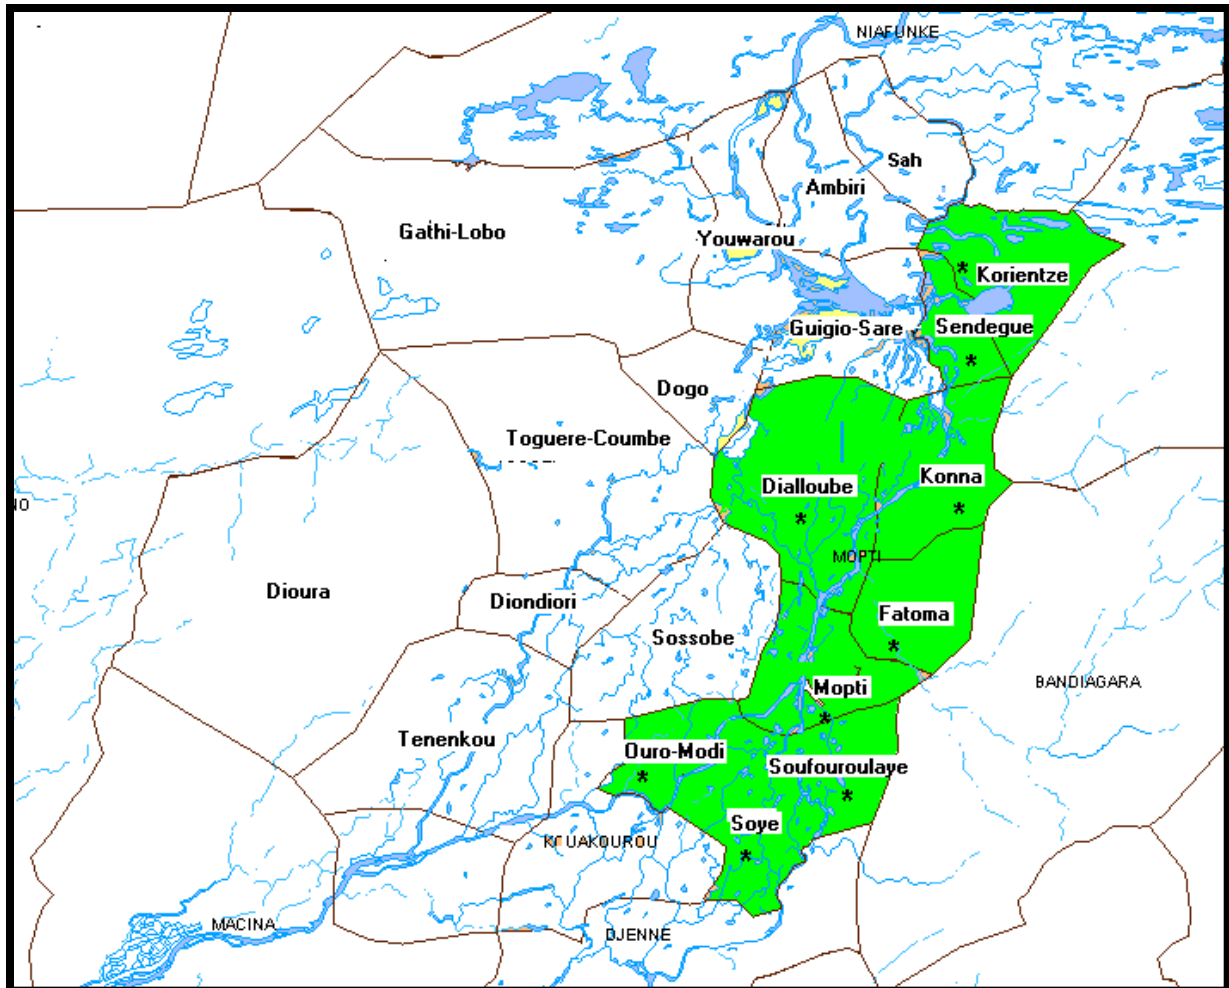 NIAFUNKE
Sah
Ambiri
Gathi-Lobo
Youwarou
* Korientze
Guigio-Sare
Sendegue
*
Dogo
Toguere-Coumbe
Konna
*
Dialloube
*
NO
MOPTI
Dioura
Diondiori
Fatoma
*
Sossobe
BANDIAGARA
Mopti
*
Tenenkou
Ouro-Modi
*
Soufouroulaye
*
Soye
*
KOUAKOUROU
MACINA
DJENNE